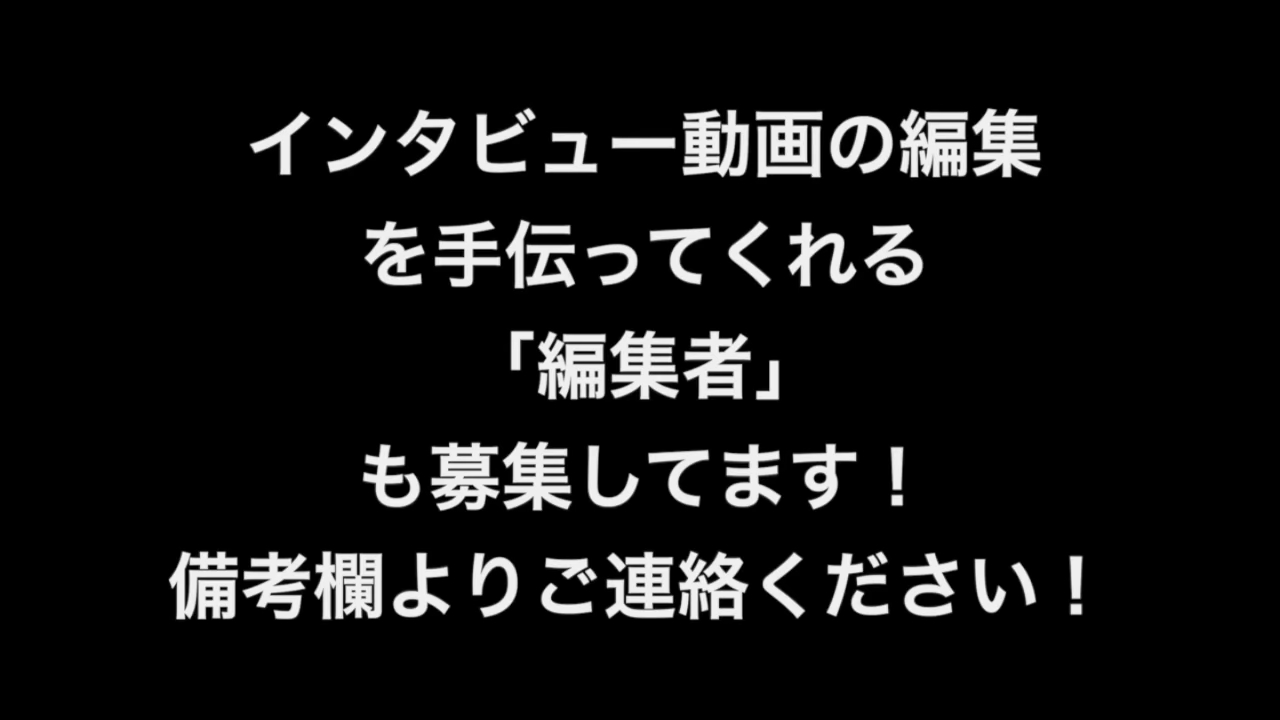 インタビュー動画の編集
を手伝ってくれる
「編集者」
も募集してます！
備考欄よりご連絡ください！